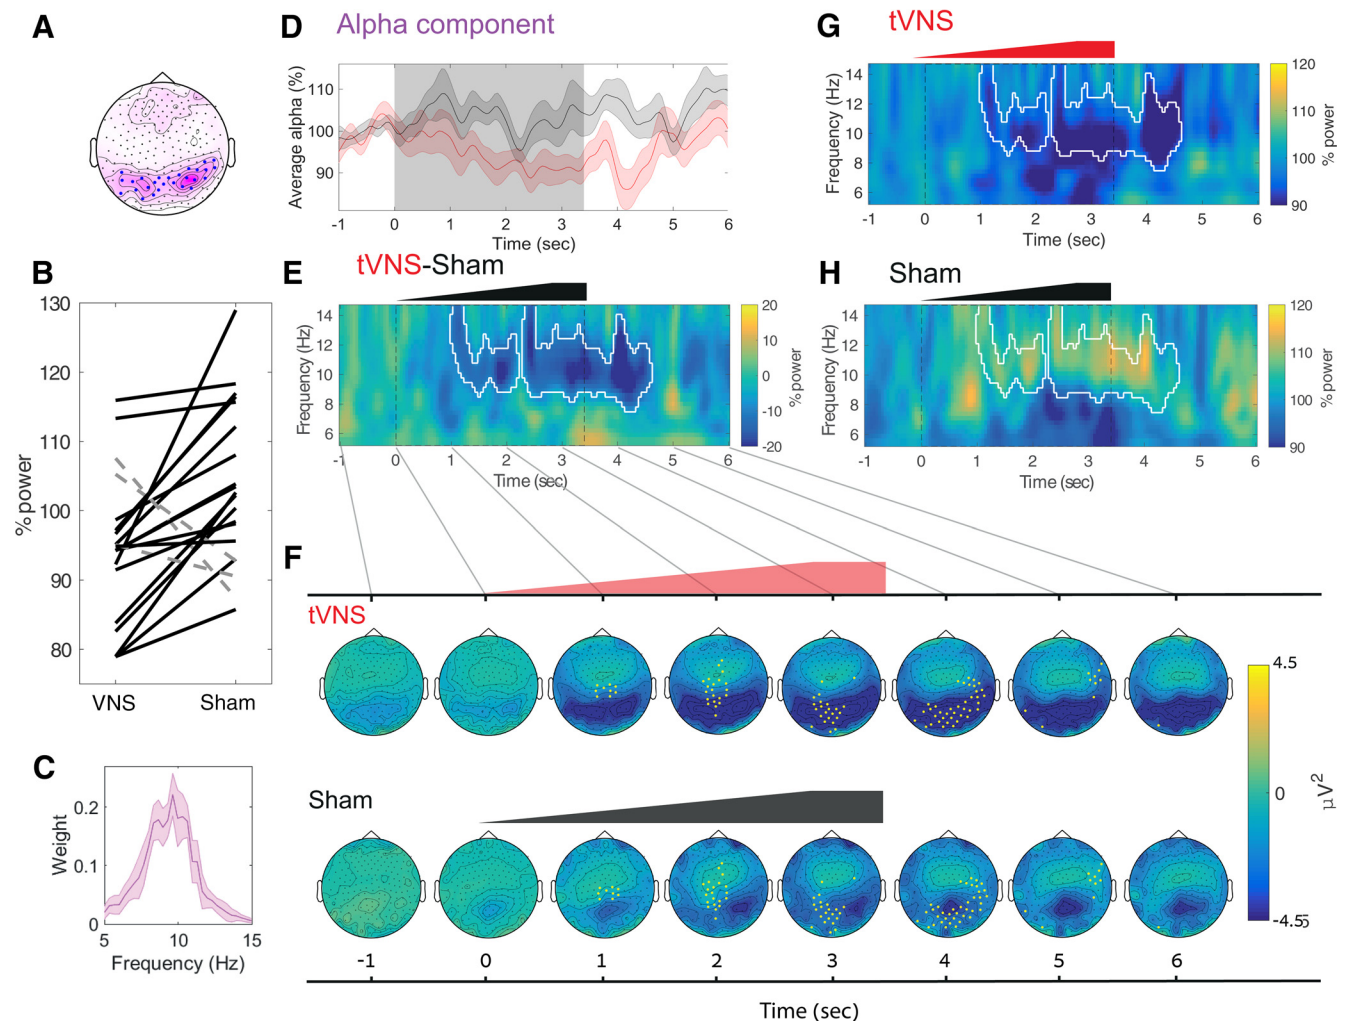 A
D Alpha component
Average alpha (%)
110
100
90
-1 0 1 2 3 4 5 6
Time (sec)
G tVNS
Frequency (Hz)
14
12
10
8
6
-1 0 1 2 3 4 5 6
Time (sec)
120
110
100
90
% power
B
130
120
110
100
90
80
% power
VNS Sham
E tVNS-Sham
Frequency (Hz)
14
12
10
8
6
-1 0 1 2 3 4 5 6
Time (sec)
20
10
0
-10
-20
% power
H Sham
Frequency (Hz)
14
12
10
8
6
-1 0 1 2 3 4 5 6
Time (sec)
120
110
100
90
% power
C
Weight
0.2
0.1
0
5 10 15
Frequency (Hz)
F
tVNS
Sham
4.5
0
-4.55
μV²
-1 0 1 2 3 4 5 6
Time (sec)